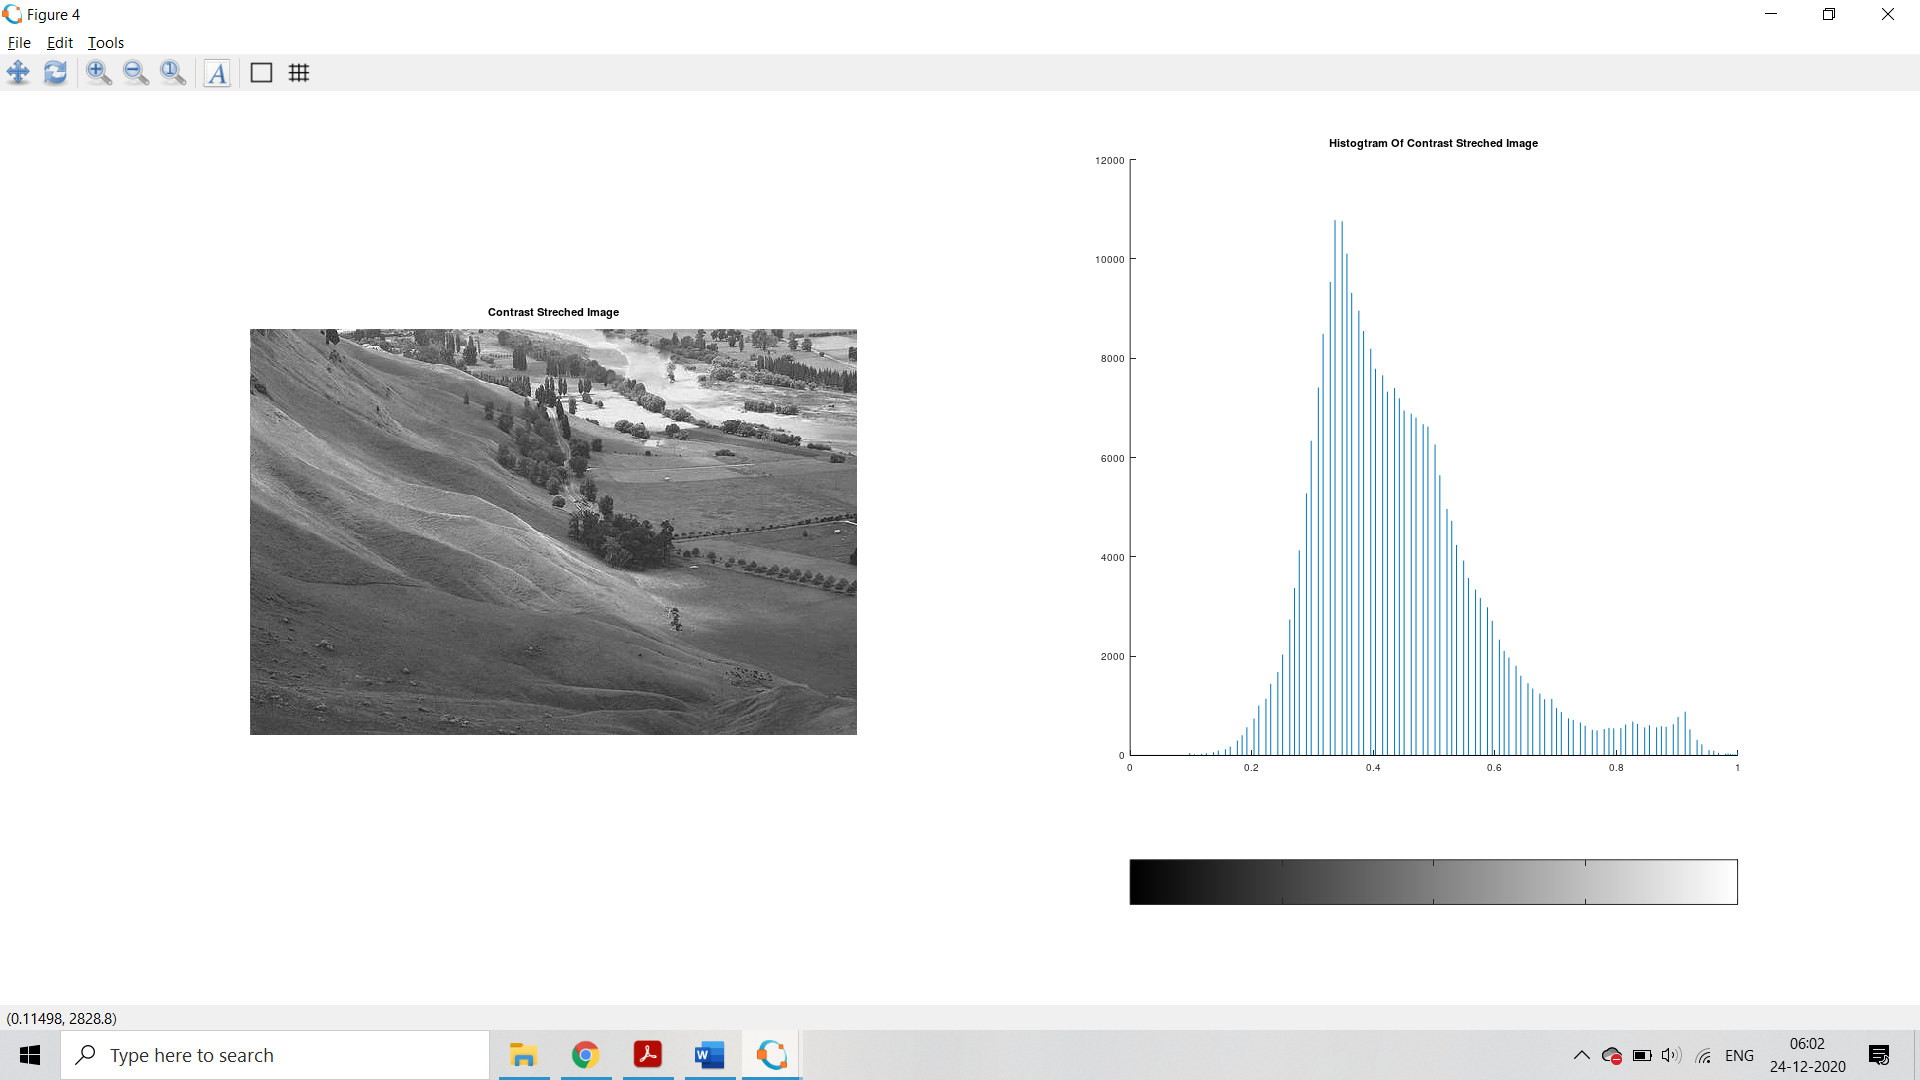 Figure 4
File Edit Tools
A
Contrast Streched Image
Histogtram Of Contrast Streched Image
12000
10000
8000
6000
4000
2000
0
0 0.2 0.4 0.6 0.8 1
(0.11498, 2828.8)
Type here to search
W
ENG
06:02
24-12-2020